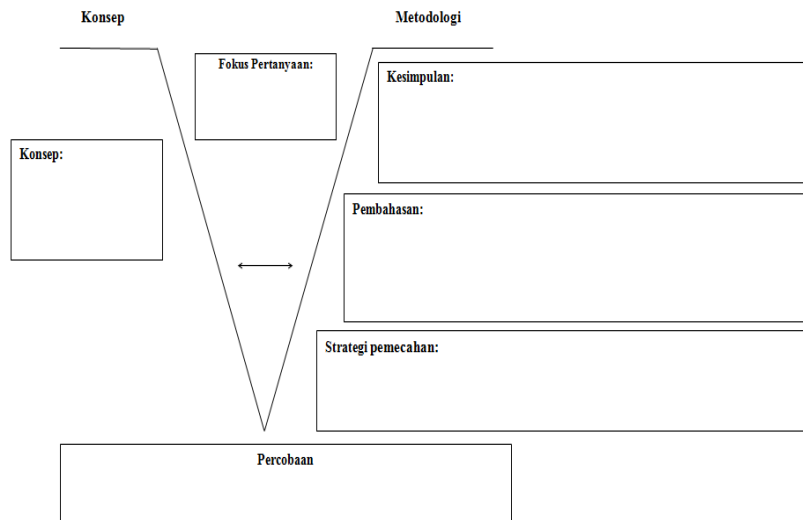 Konsep
Metodologi
Fokus Pertanyaan:
Kesimpulan:
Konsep:
Pembahasan:
Strategi pemecahan:
Percobaan